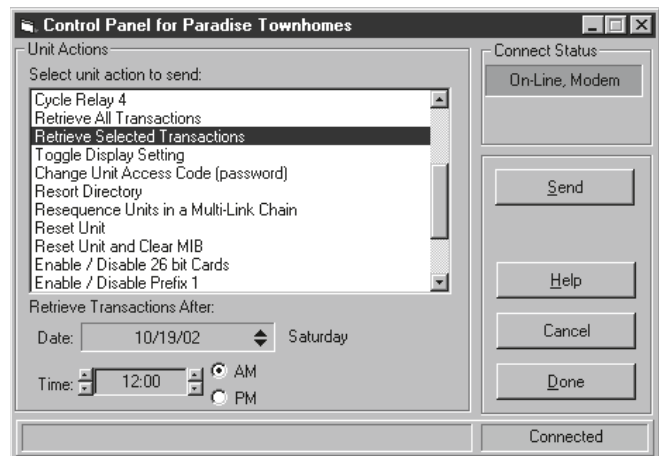 Control Panel for Paradise Townhomes
Unit Actions
Select unit action to send:
Cycle Relay 4
Retrieve All Transactions
Retrieve Selected Transactions
Toggle Display Setting
Change Unit Access Code (password)
Resort Directory
Resequence Units in a Multi-Link Chain
Reset Unit
Reset Unit and Clear MIB
Enable / Disable 26 bit Cards
Enable / Disable Prefix 1
Retrieve Transactions After:
Date: 10/19/02 Saturday
Time: 12:00 AM
PM
Connect Status
On-Line, Modem
Send
Help
Cancel
Done
Connected